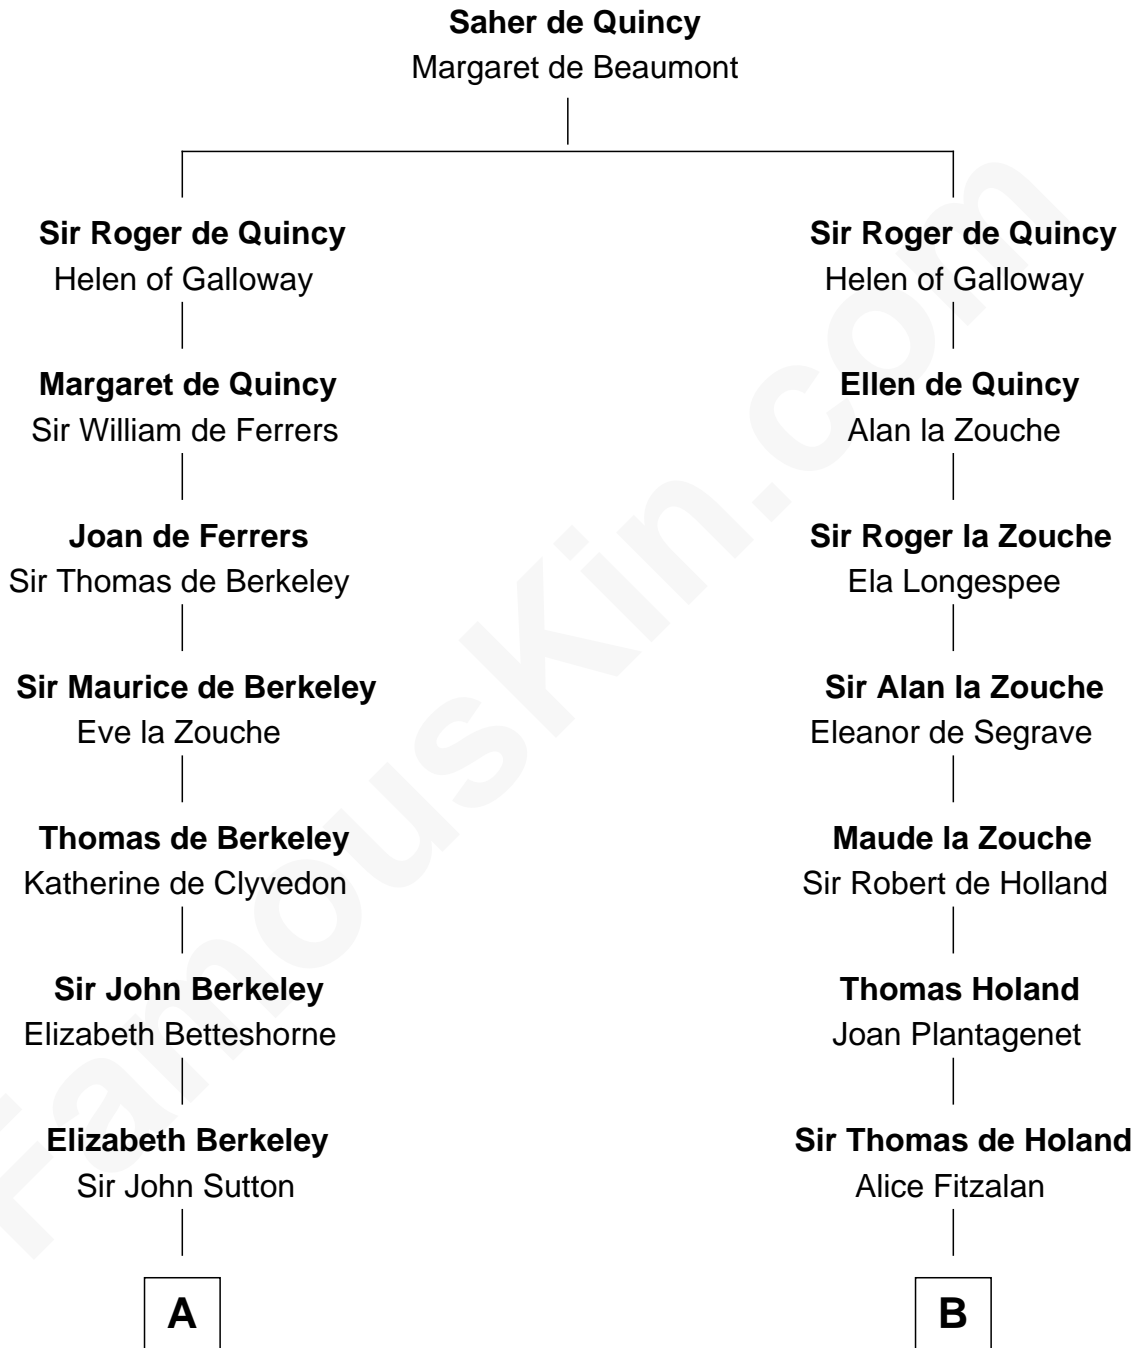 Saher de Quincy
Margaret de Beaumont
Sir Roger de Quincy
Helen of Galloway
Margaret de Quincy
Sir William de Ferrers
Joan de Ferrers
Sir Thomas de Berkeley
Sir Maurice de Berkeley
Eve la Zouche
Thomas de Berkeley
Katherine de Clyvedon
Sir John Berkeley
Elizabeth Betteshorne
Elizabeth Berkeley
Sir John Sutton
A
Sir Roger de Quincy
Helen of Galloway
Ellen de Quincy
Alan la Zouche
Sir Roger la Zouche
Ela Longespee
Sir Alan la Zouche
Eleanor de Segrave
Maude la Zouche
Sir Robert de Holland
Thomas Holand
Joan Plantagenet
Sir Thomas de Holand
Alice Fitzalan
B
FamousKin.com